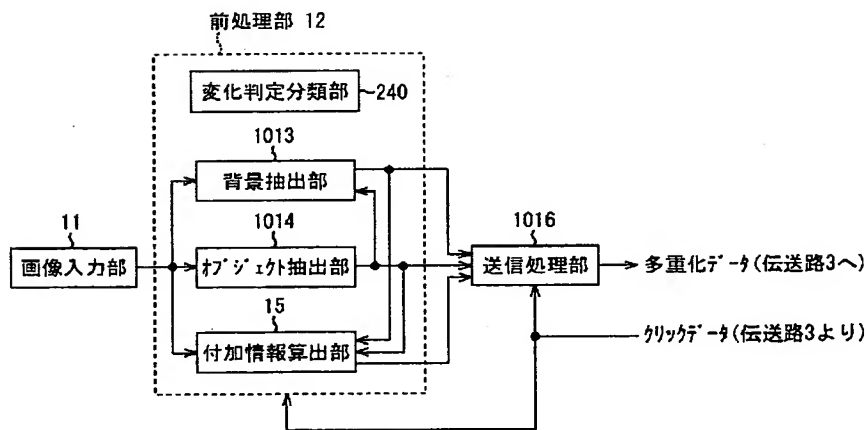 前処理部 12
変化判定分類部
240
1013
背景抽出部
11
画像入力部
1014
オブジェクト抽出部
1016
送信処理部
多重化データ(伝送路3へ)
15
付加情報算出部
クリックデータ(伝送路3より)